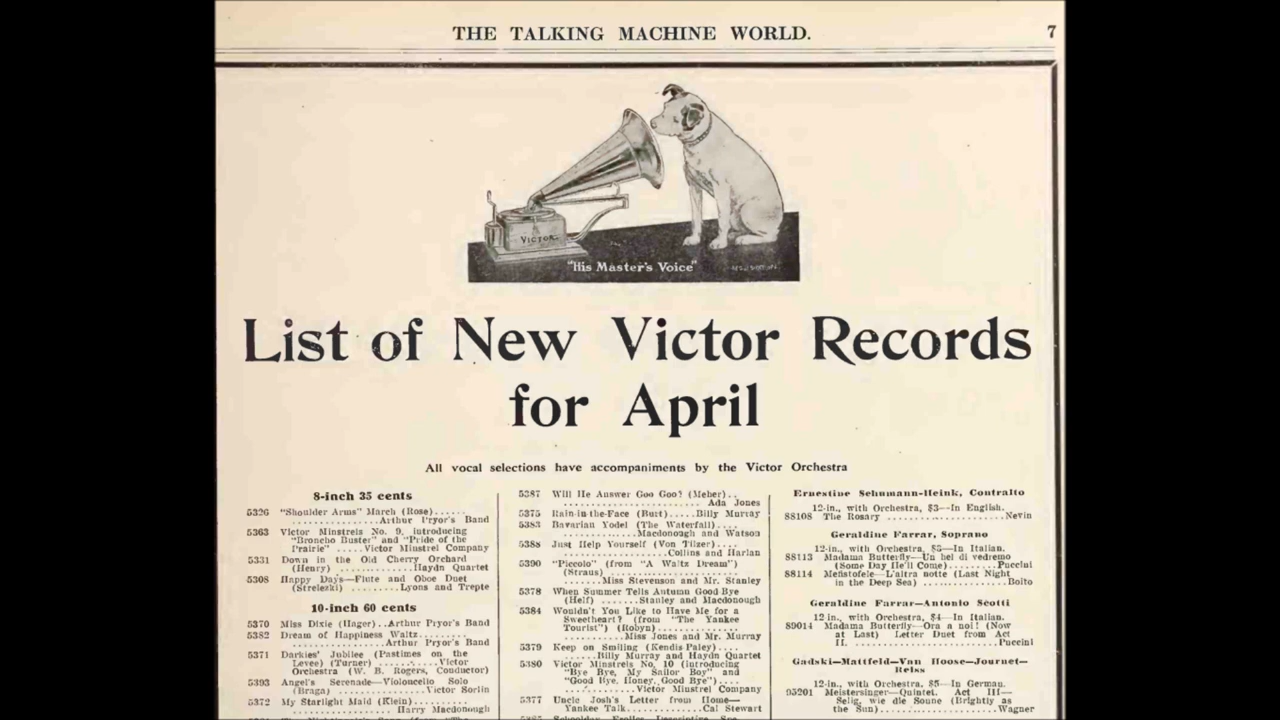 THE TALKING MACHINE WORLD.
7
VICTOR
"His Master's Voice"
List of New Victor Records
for April
All vocal selections have accompaniments by the Victor Orchestra
8-inch 35 cents
5326 "Shoulder Arms" March (Rose)......
................Arthur Pryor's Band
5363 Victor Minstrels No. 9, introducing
"Broncho Buster" and "Pride of the
Prairie" .....Victor Minstrel Company
5331 Down in the Old Cherry Orchard
(Henry) ................Haydn Quartet
5308 Happy Days—Flute and Oboe Duet
(Strelezki) ........Lyons and Trepte
10-inch 60 cents
5370 Miss Dixie (Hager)..Arthur Pryor's Band
5382 Dream of Happiness Waltz........
................Arthur Pryor's Band
5371 Darkies' Jubilee (Pastimes on the
Levee) (Turner) ...........Victor
Orchestra (W. B. Rogers, Conductor)
5393 Angel's Serenade—Violoncello Solo
(Braga) ..................Victor Sorlin
5372 My Starlight Maid (Klein)..........
..................Harry Macdonough
5387 Will He Answer Goo Goo? (Meher)..
........................Ada Jones
5375 Rain-in-the-Face (Burt).....Billy Murray
5383 Bavarian Yodel (The Waterfall)....
............Macdonough and Watson
5388 Just Help Yourself (Von Tilzer)....
................Collins and Harlan
5390 "Piccolo" (from "A Waltz Dream")
(Straus) ........................
.......Miss Stevenson and Mr. Stanley
5378 When Summer Tells Autumn Good-Bye
(Helf) .......Stanley and Macdonough
5384 Wouldn't You Like to Have Me for a
Sweetheart? (from "The Yankee
Tourist") (Robyn)................
...........Miss Jones and Mr. Murray
5379 Keep on Smiling (Kendis-Paley)....
......Billy Murray and Haydn Quartet
5380 Victor Minstrels No. 10 (introducing
"Bye Bye, My Sailor Boy" and
"Good Bye, Honey, Good Bye")....
.............Victor Minstrel Company
5377 Uncle Josh's Letter from Home—
Yankee Talk..............Cal Stewart
Ernestine Schumann-Heink, Contralto
12-in., with Orchestra, $3—In English.
88108 The Rosary .....................Nevin
Geraldine Farrar, Soprano
12-in., with Orchestra, $3—In Italian.
88113 Madama Butterfly—Un bel di vedremo
(Some Day He'll Come)..........Puccini
88114 Mefistofele—L'altra notte (Last Night
in the Deep Sea) ................Boito
Geraldine Farrar—Antonio Scotti
12-in., with Orchestra, $4—In Italian.
89014 Madama Butterfly—Ora a noi! (Now
at Last) Letter Duet from Act
II. ...........................Puccini
Gadski—Mattfeld—Van Hoose—Journet—
Reiss
12-in., with Orchestra, $5—In German.
95201 Meistersinger—Quintet, Act III—
Selig, wie die Sonne (Brightly as
the Sun).....................Wagner